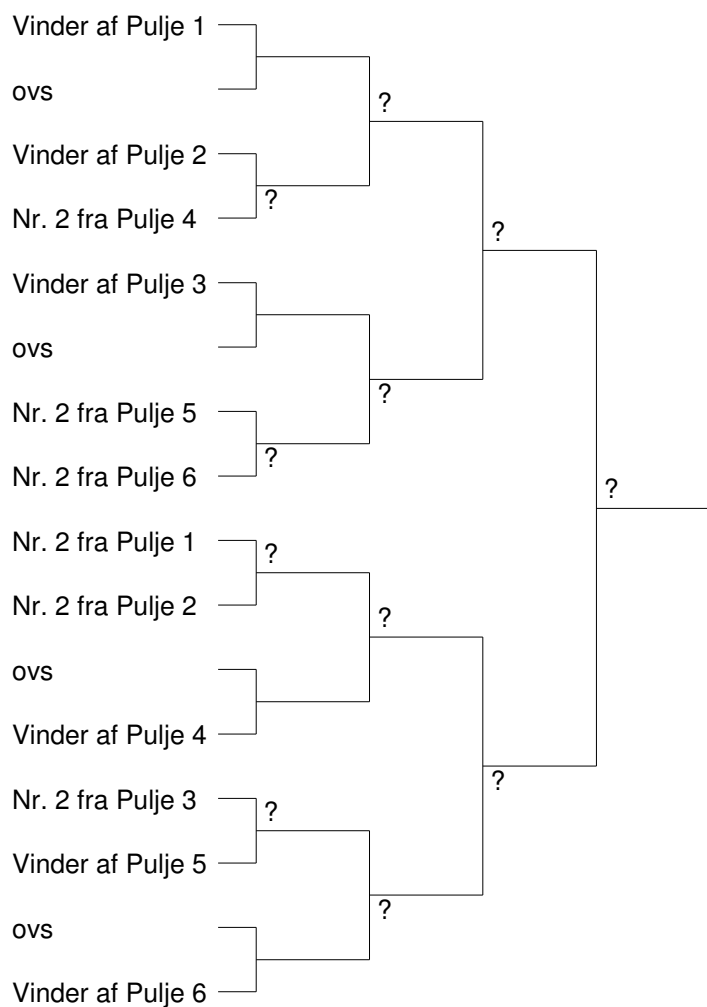 Vinder af Pulje 1
ovs
?
Vinder af Pulje 2
?
Nr. 2 fra Pulje 4
?
Vinder af Pulje 3
ovs
?
Nr. 2 fra Pulje 5
?
Nr. 2 fra Pulje 6
?
Nr. 2 fra Pulje 1
?
Nr. 2 fra Pulje 2
?
ovs
Vinder af Pulje 4
?
Nr. 2 fra Pulje 3
?
Vinder af Pulje 5
?
ovs
Vinder af Pulje 6